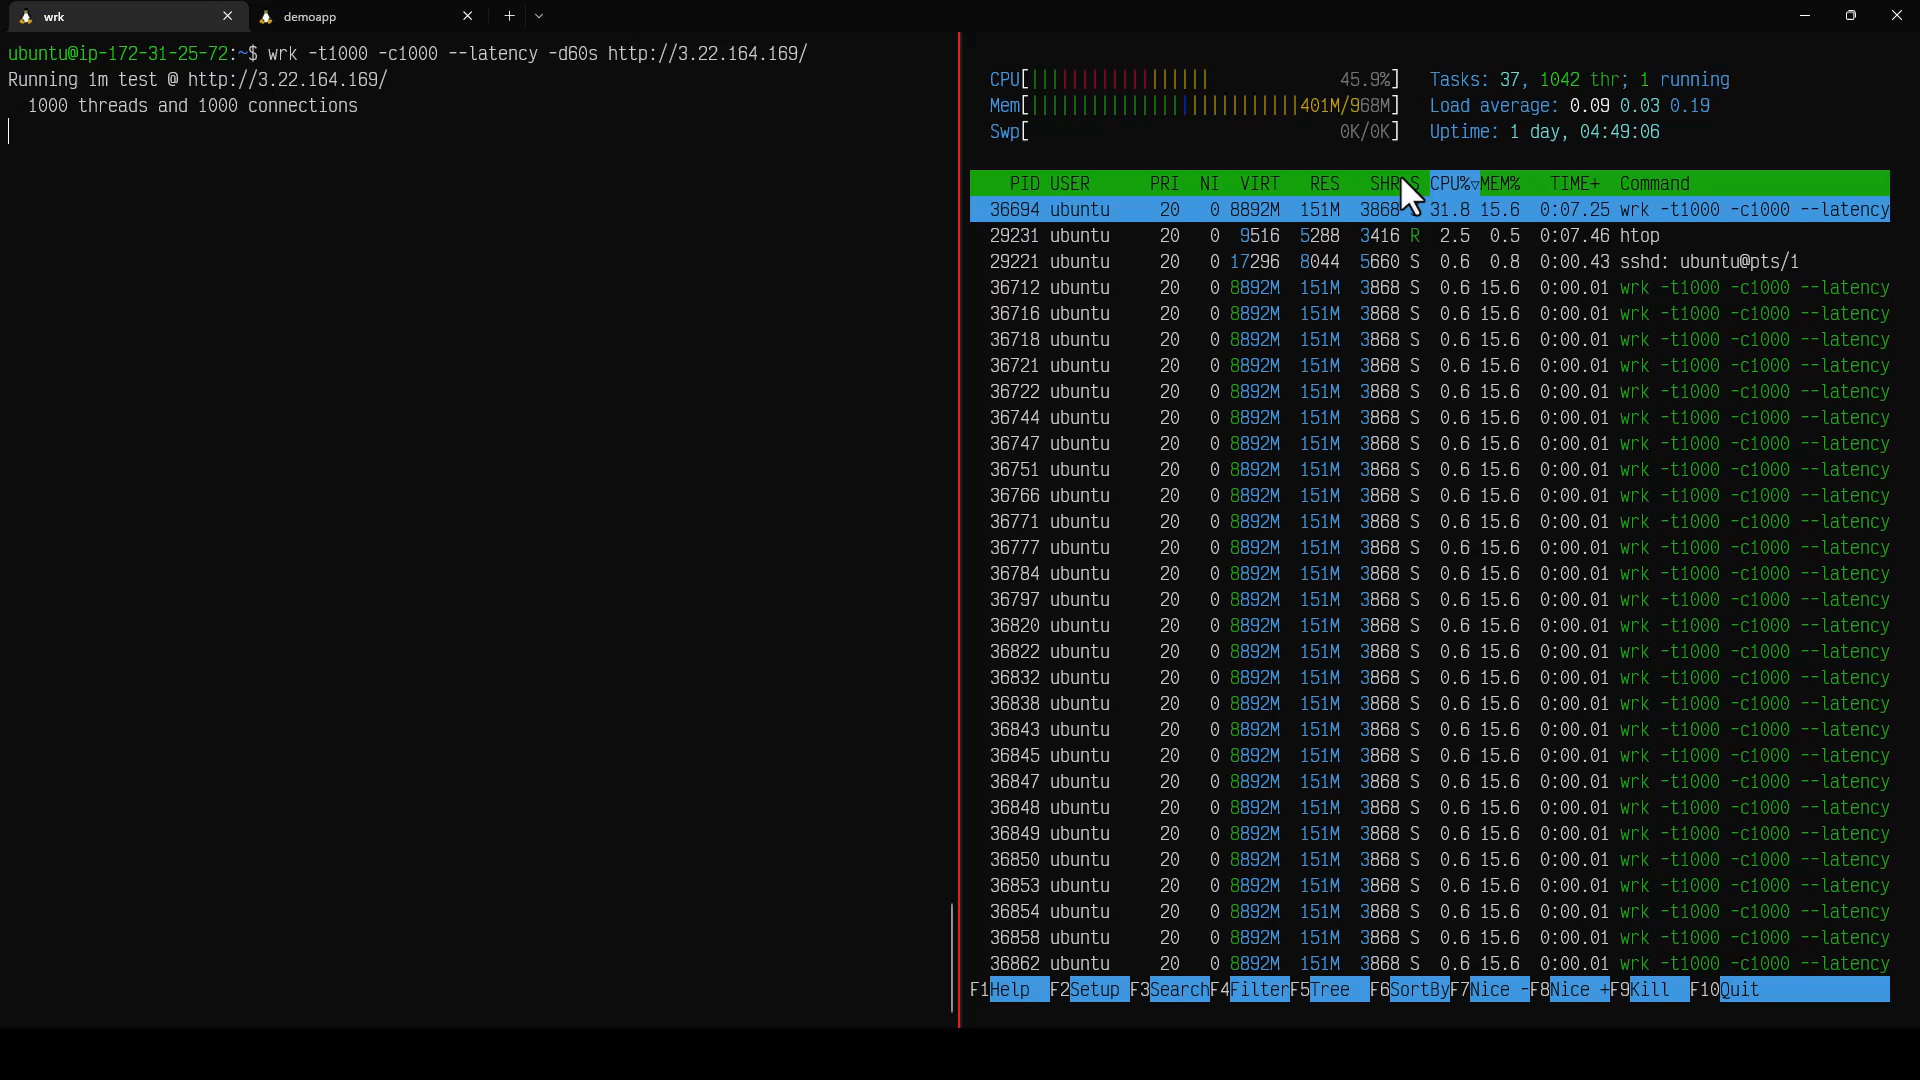 wrk
demoapp
ubuntu@ip-172-31-25-72:~$ wrk -t1000 -c1000 --latency -d60s http://3.22.164.169/
Running 1m test @ http://3.22.164.169/
1000 threads and 1000 connections
CPU[||||||||||||||||||45.9%] Tasks: 37, 1042 thr; 1 running
Mem[|||||||||||||||||||||||||||401M/968M] Load average: 0.09 0.03 0.19
Swp[0K/0K] Uptime: 1 day, 04:49:06
PID USER PRI NI VIRT RES SHR S CPU%▽MEM% TIME+ Command
36694 ubuntu 20 0 8892M 151M 3868 S 31.8 15.6 0:07.25 wrk -t1000 -c1000 --latency
29231 ubuntu 20 0 9516 5288 3416 R 2.5 0.5 0:07.46 htop
29221 ubuntu 20 0 17296 8044 5660 S 0.6 0.8 0:00.43 sshd: ubuntu@pts/1
36712 ubuntu 20 0 8892M 151M 3868 S 0.6 15.6 0:00.01 wrk -t1000 -c1000 --latency
36716 ubuntu 20 0 8892M 151M 3868 S 0.6 15.6 0:00.01 wrk -t1000 -c1000 --latency
36718 ubuntu 20 0 8892M 151M 3868 S 0.6 15.6 0:00.01 wrk -t1000 -c1000 --latency
36721 ubuntu 20 0 8892M 151M 3868 S 0.6 15.6 0:00.01 wrk -t1000 -c1000 --latency
36722 ubuntu 20 0 8892M 151M 3868 S 0.6 15.6 0:00.01 wrk -t1000 -c1000 --latency
36744 ubuntu 20 0 8892M 151M 3868 S 0.6 15.6 0:00.01 wrk -t1000 -c1000 --latency
36747 ubuntu 20 0 8892M 151M 3868 S 0.6 15.6 0:00.01 wrk -t1000 -c1000 --latency
36751 ubuntu 20 0 8892M 151M 3868 S 0.6 15.6 0:00.01 wrk -t1000 -c1000 --latency
36766 ubuntu 20 0 8892M 151M 3868 S 0.6 15.6 0:00.01 wrk -t1000 -c1000 --latency
36771 ubuntu 20 0 8892M 151M 3868 S 0.6 15.6 0:00.01 wrk -t1000 -c1000 --latency
36777 ubuntu 20 0 8892M 151M 3868 S 0.6 15.6 0:00.01 wrk -t1000 -c1000 --latency
36784 ubuntu 20 0 8892M 151M 3868 S 0.6 15.6 0:00.01 wrk -t1000 -c1000 --latency
36797 ubuntu 20 0 8892M 151M 3868 S 0.6 15.6 0:00.01 wrk -t1000 -c1000 --latency
36820 ubuntu 20 0 8892M 151M 3868 S 0.6 15.6 0:00.01 wrk -t1000 -c1000 --latency
36822 ubuntu 20 0 8892M 151M 3868 S 0.6 15.6 0:00.01 wrk -t1000 -c1000 --latency
36832 ubuntu 20 0 8892M 151M 3868 S 0.6 15.6 0:00.01 wrk -t1000 -c1000 --latency
36838 ubuntu 20 0 8892M 151M 3868 S 0.6 15.6 0:00.01 wrk -t1000 -c1000 --latency
36843 ubuntu 20 0 8892M 151M 3868 S 0.6 15.6 0:00.01 wrk -t1000 -c1000 --latency
36845 ubuntu 20 0 8892M 151M 3868 S 0.6 15.6 0:00.01 wrk -t1000 -c1000 --latency
36847 ubuntu 20 0 8892M 151M 3868 S 0.6 15.6 0:00.01 wrk -t1000 -c1000 --latency
36848 ubuntu 20 0 8892M 151M 3868 S 0.6 15.6 0:00.01 wrk -t1000 -c1000 --latency
36849 ubuntu 20 0 8892M 151M 3868 S 0.6 15.6 0:00.01 wrk -t1000 -c1000 --latency
36850 ubuntu 20 0 8892M 151M 3868 S 0.6 15.6 0:00.01 wrk -t1000 -c1000 --latency
36853 ubuntu 20 0 8892M 151M 3868 S 0.6 15.6 0:00.01 wrk -t1000 -c1000 --latency
36854 ubuntu 20 0 8892M 151M 3868 S 0.6 15.6 0:00.01 wrk -t1000 -c1000 --latency
36858 ubuntu 20 0 8892M 151M 3868 S 0.6 15.6 0:00.01 wrk -t1000 -c1000 --latency
36862 ubuntu 20 0 8892M 151M 3868 S 0.6 15.6 0:00.01 wrk -t1000 -c1000 --latency
F1Help F2Setup F3SearchF4FilterF5Tree F6SortByF7Nice -F8Nice +F9Kill F10Quit